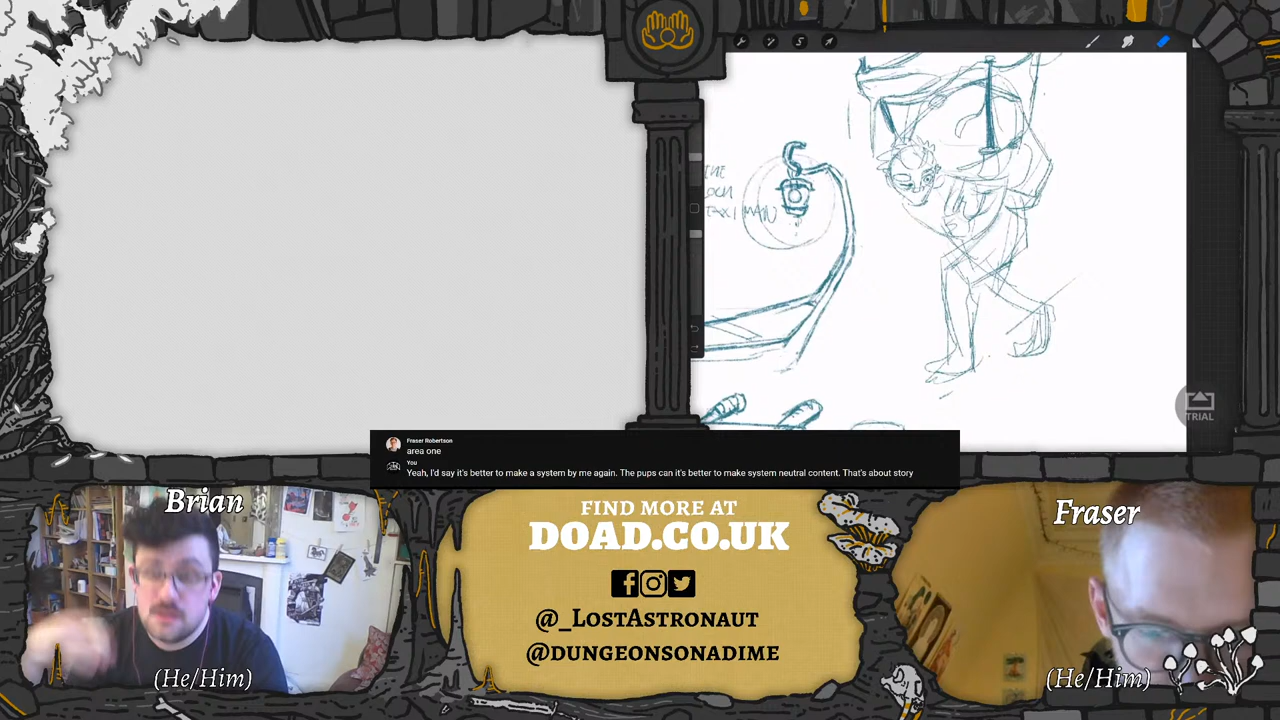 TRIAL
TAXI MAN
Fraser Robertson
area one
You
Yeah, I'd say it's better to make a system by me again. The pups can it's better to make system neutral content. That's about story
Brian
(He/Him)
FIND MORE AT
DOAD.CO.UK
@_LostAstronaut
@dungeonsonadime
Fraser
(He/Him)